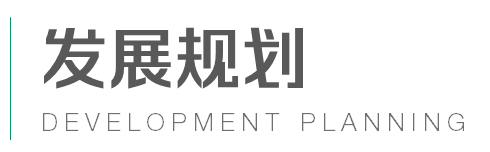 发展规划
DEVELOPMENT PLANNING